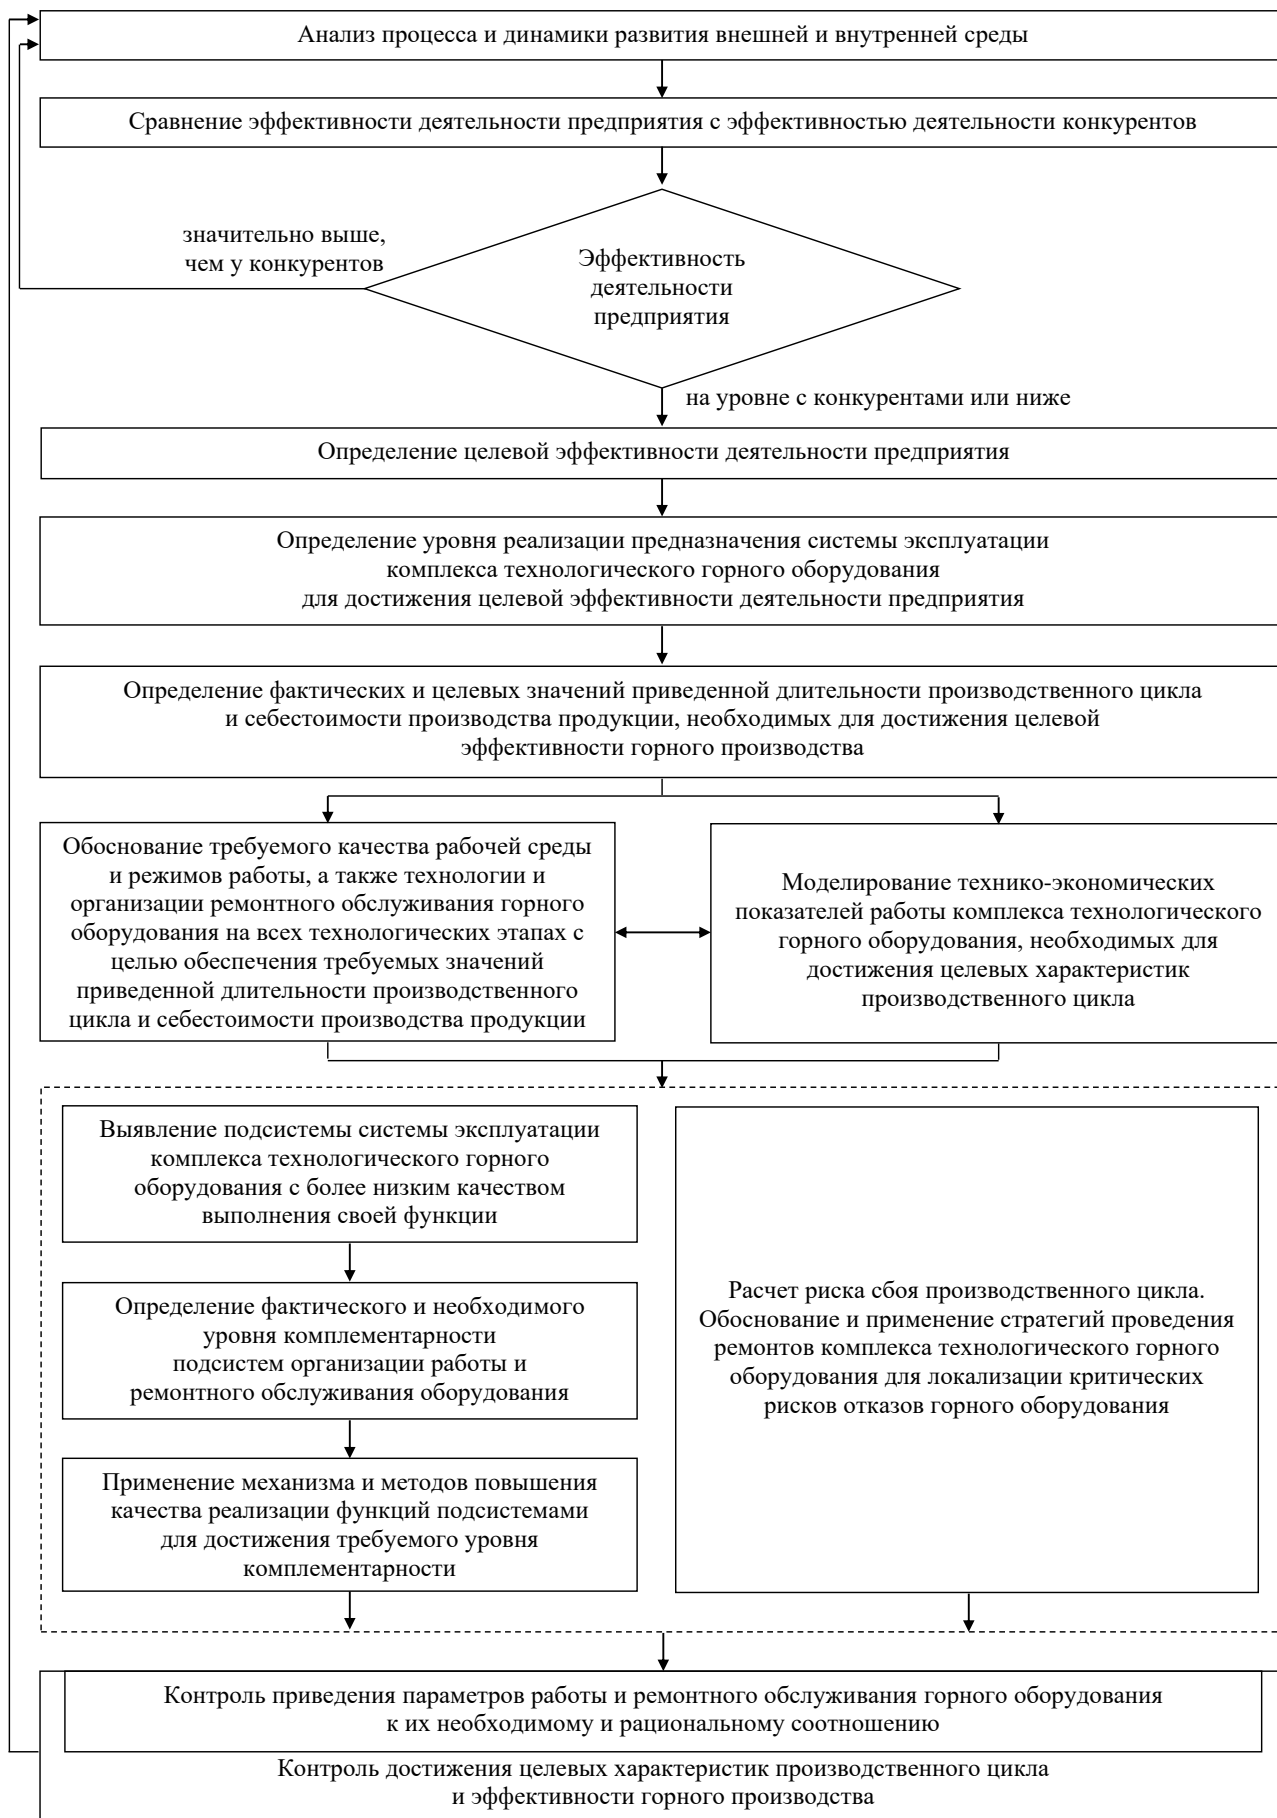 Анализ процесса и динамики развития внешней и внутренней среды
Сравнение эффективности деятельности предприятия с эффективностью деятельности конкурентов
значительно выше,
чем у конкурентов
Эффективность
деятельности
предприятия
на уровне с конкурентами или ниже
Определение целевой эффективности деятельности предприятия
Определение уровня реализации предназначения системы эксплуатации
комплекса технологического горного оборудования
для достижения целевой эффективности деятельности предприятия
Определение фактических и целевых значений приведенной длительности производственного цикла
и себестоимости производства продукции, необходимых для достижения целевой
эффективности горного производства
Обоснование требуемого качества рабочей среды
и режимов работы, а также технологии и
организации ремонтного обслуживания горного
оборудования на всех технологических этапах с
целью обеспечения требуемых значений
приведенной длительности производственного
цикла и себестоимости производства продукции
Моделирование технико-экономических
показателей работы комплекса технологического
горного оборудования, необходимых для
достижения целевых характеристик
производственного цикла
Выявление подсистемы системы эксплуатации
комплекса технологического горного
оборудования с более низким качеством
выполнения своей функции
Определение фактического и необходимого
уровня комплементарности
подсистем организации работы и
ремонтного обслуживания оборудования
Применение механизма и методов повышения
качества реализации функций подсистемами
для достижения требуемого уровня
комплементарности
Расчет риска сбоя производственного цикла.
Обоснование и применение стратегий проведения
ремонтов комплекса технологического горного
оборудования для локализации критических
рисков отказов горного оборудования
Контроль приведения параметров работы и ремонтного обслуживания горного оборудования
к их необходимому и рациональному соотношению
Контроль достижения целевых характеристик производственного цикла
и эффективности горного производства